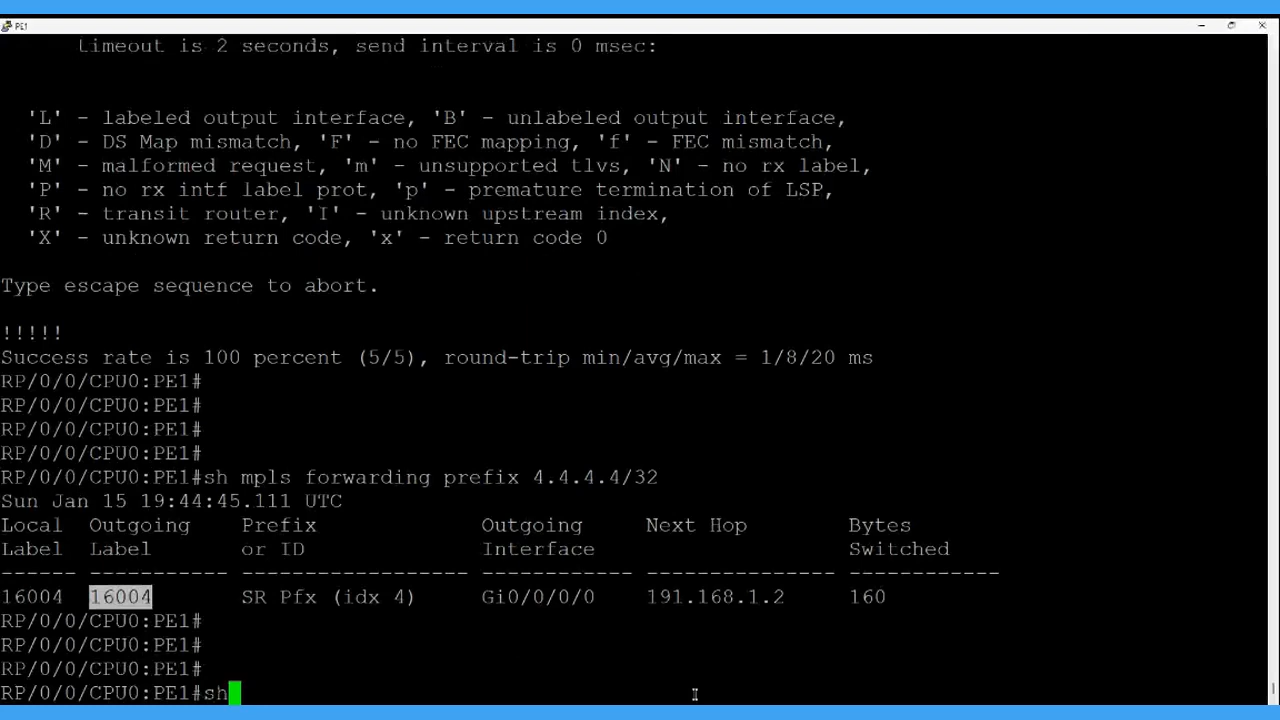 PE1
Timeout is 2 seconds, send interval is 0 msec:
'L' - labeled output interface, 'B' - unlabeled output interface,
'D' - DS Map mismatch, 'F' - no FEC mapping, 'f' - FEC mismatch,
'M' - malformed request, 'm' - unsupported tlvs, 'N' - no rx label,
'P' - no rx intf label prot, 'p' - premature termination of LSP,
'R' - transit router, 'I' - unknown upstream index,
'X' - unknown return code, 'x' - return code 0
Type escape sequence to abort.
!!!!!
Success rate is 100 percent (5/5), round-trip min/avg/max = 1/8/20 ms
RP/0/0/CPU0:PE1#
RP/0/0/CPU0:PE1#
RP/0/0/CPU0:PE1#
RP/0/0/CPU0:PE1#
RP/0/0/CPU0:PE1#sh mpls forwarding prefix 4.4.4.4/32
Sun Jan 15 19:44:45.111 UTC
Local  Outgoing    Prefix             Outgoing     Next Hop        Bytes
Label  Label       or ID              Interface                    Switched
------ ----------- ------------------ ------------ --------------- ------------
16004  16004       SR Pfx (idx 4)     Gi0/0/0/0    191.168.1.2     160
RP/0/0/CPU0:PE1#
RP/0/0/CPU0:PE1#
RP/0/0/CPU0:PE1#
RP/0/0/CPU0:PE1#sh